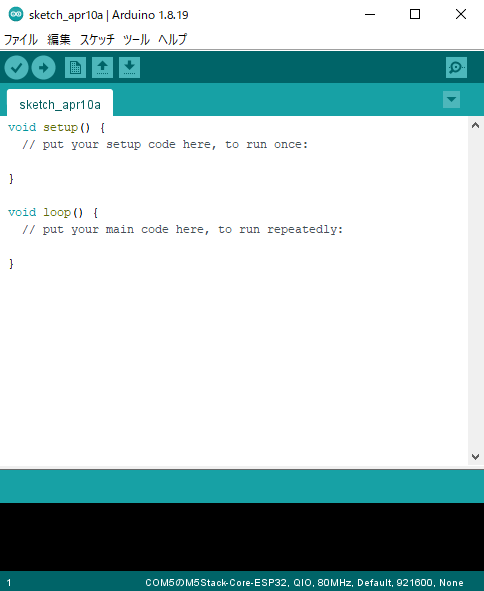 sketch_apr10a | Arduino 1.8.19
ファイル 編集 スケッチ ツール ヘルプ
sketch_apr10a
void setup() {
  // put your setup code here, to run once:
}
void loop() {
  // put your main code here, to run repeatedly:
}
1 COM5のM5Stack-Core-ESP32, QIO, 80MHz, Default, 921600, None